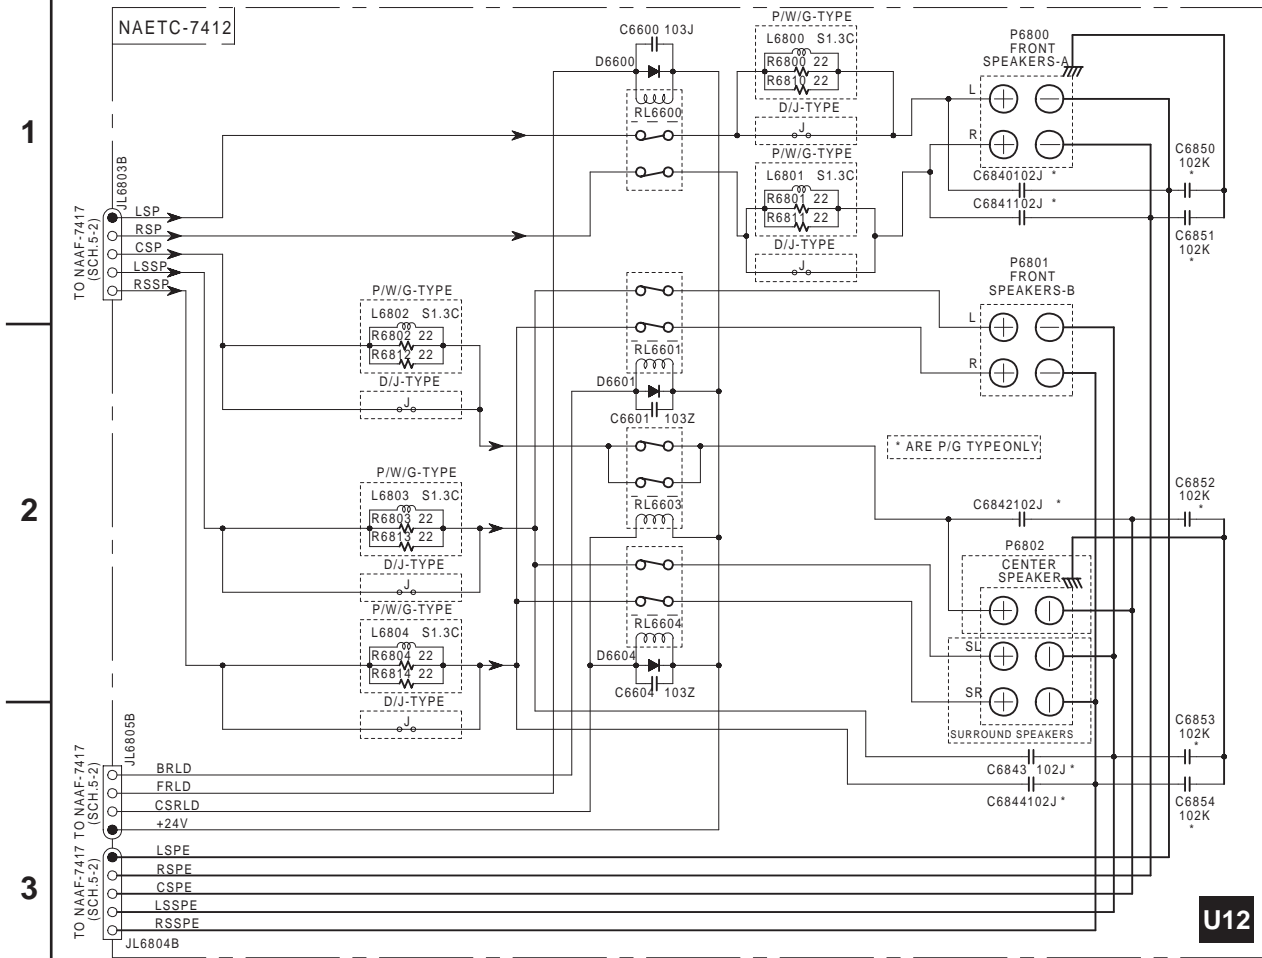 NAETC-7412
P/W/G-TYPE
C6600 103J
L6800 S1.3C
P6800
FRONT
SPEAKERS-A
D6600
R6800 22
R6810 22
L
RL6600
D/J-TYPE
J
R
1
P/W/G-TYPE
C6850
102K
*
JL6803B
L6801 S1.3C
C6840102J *
R6801 22
C6841102J *
LSP
R6811 22
RSP
C6851
102K
*
CSP
D/J-TYPE
LSSP
J
P6801
FRONT
SPEAKERS-B
RSSP
TO NAAF-7417
(SCH.5-2)
P/W/G-TYPE
L6802 S1.3C
L
R6802 22
R6812 22
RL6601
R
D/J-TYPE
D6601
J
C6601 103Z
* ARE P/G TYPEONLY
P/W/G-TYPE
C6852
102K
*
2
L6803 S1.3C
RL6603
C6842102J *
R6803 22
R6813 22
P6802
D/J-TYPE
CENTER
SPEAKER
J
P/W/G-TYPE
L6804 S1.3C
RL6604
SL
R6804 22
D6604
R6814 22
C6604 103Z
SR
D/J-TYPE
J
SURROUND SPEAKERS
C6853
102K
*
JL6805B
BRLD
C6843 102J *
FRLD
C6844102J *
CSRLD
C6854
102K
*
+24V
TO NAAF-7417
(SCH.5-2)
LSPE
RSPE
CSPE
LSSPE
RSSPE
TO NAAF-7417
(SCH.5-2)
JL6804B
3
U12